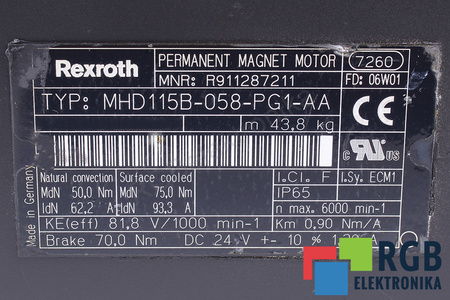 Rexroth
PERMANENT MAGNET MOTOR 7260
MNR: R911287211 FD: 06W01
TYP: MHD115B-058-PG1-AA
m 43,8 kg
CE
c RU US
Made in Germany
Natural convection Surface cooled I.Cl. F I.Sy. ECM1
MdN 50,0 Nm MdN 75,0 Nm IP65
IdN 62,2 A IdN 93,3 A n max. 6000 min-1
KE(eff) 81,8 V/1000 min-1 Km 0,90 Nm/A
Brake 70,0 Nm DC 24 V +- 10 % A
RGB
ELEKTRONIKA